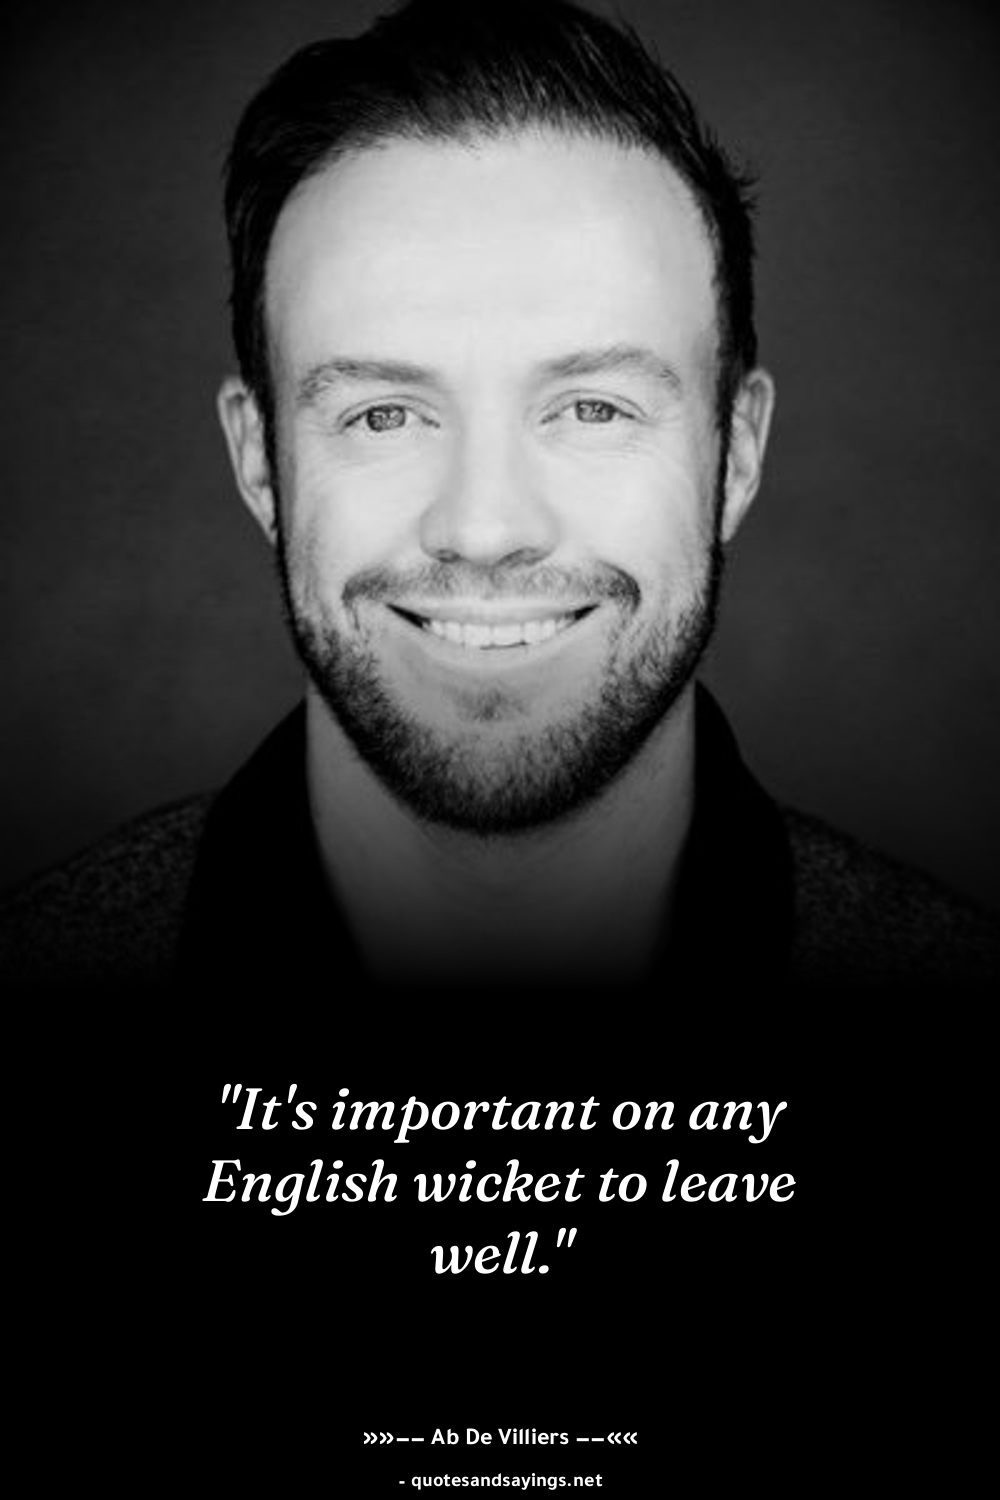 "It's important on any
English wicket to leave
well."
»»−− Ab De Villiers −−««
- quotesandsayings.net